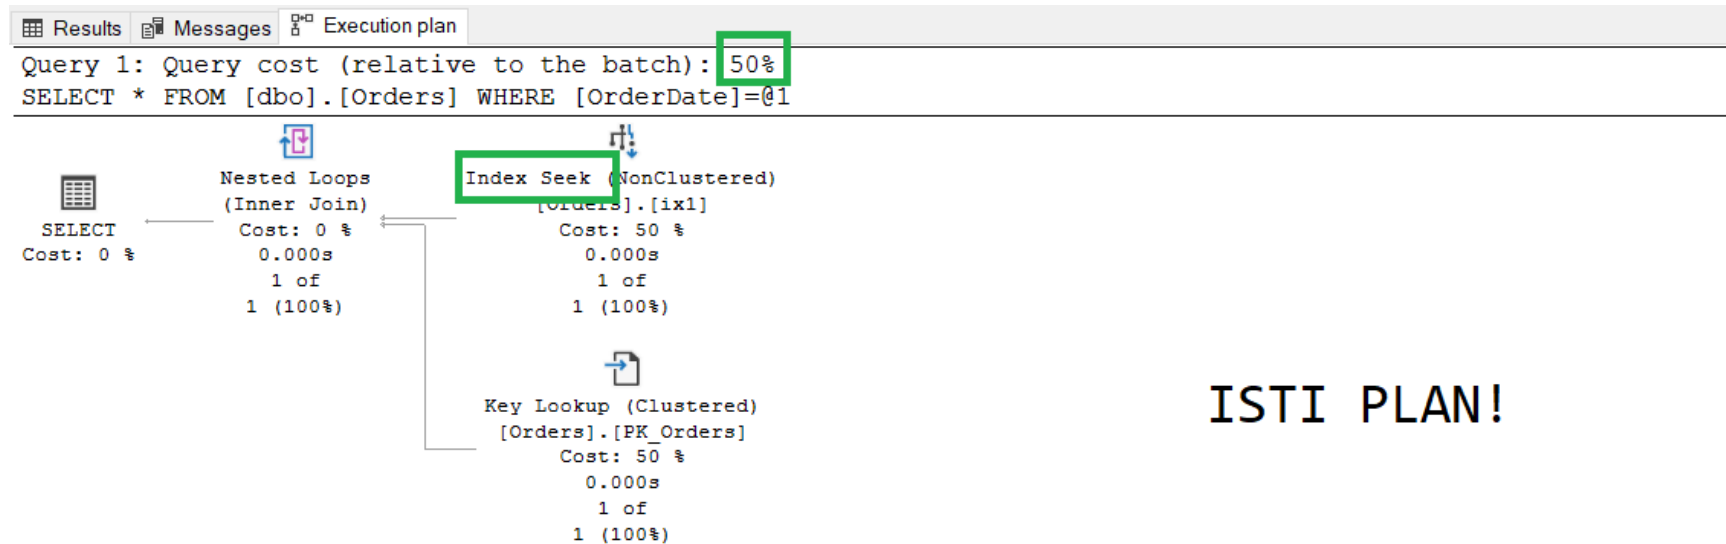 Results Messages Execution plan
Query 1: Query cost (relative to the batch): 50%
SELECT * FROM [dbo].[Orders] WHERE [OrderDate]=@1
SELECT
Cost: 0 %
Nested Loops
(Inner Join)
Cost: 0 %
0.000s
1 of
1 (100%)
Index Seek (NonClustered)
[Orders].[ix1]
Cost: 50 %
0.000s
1 of
1 (100%)
Key Lookup (Clustered)
[Orders].[PK_Orders]
Cost: 50 %
0.000s
1 of
1 (100%)
ISTI PLAN!